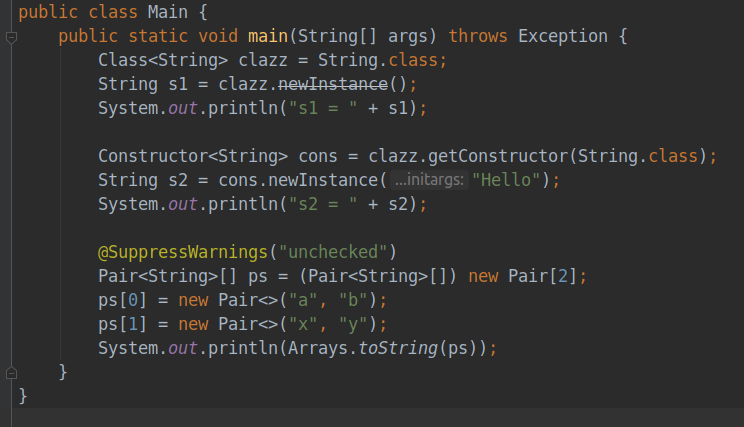 public class Main {
    public static void main(String[] args) throws Exception {
        Class<String> clazz = String.class;
        String s1 = clazz.newInstance();
        System.out.println("s1 = " + s1);

        Constructor<String> cons = clazz.getConstructor(String.class);
        String s2 = cons.newInstance( ...initargs: "Hello");
        System.out.println("s2 = " + s2);

        @SuppressWarnings("unchecked")
        Pair<String>[] ps = (Pair<String>[]) new Pair[2];
        ps[0] = new Pair<>("a", "b");
        ps[1] = new Pair<>("x", "y");
        System.out.println(Arrays.toString(ps));
    }
}